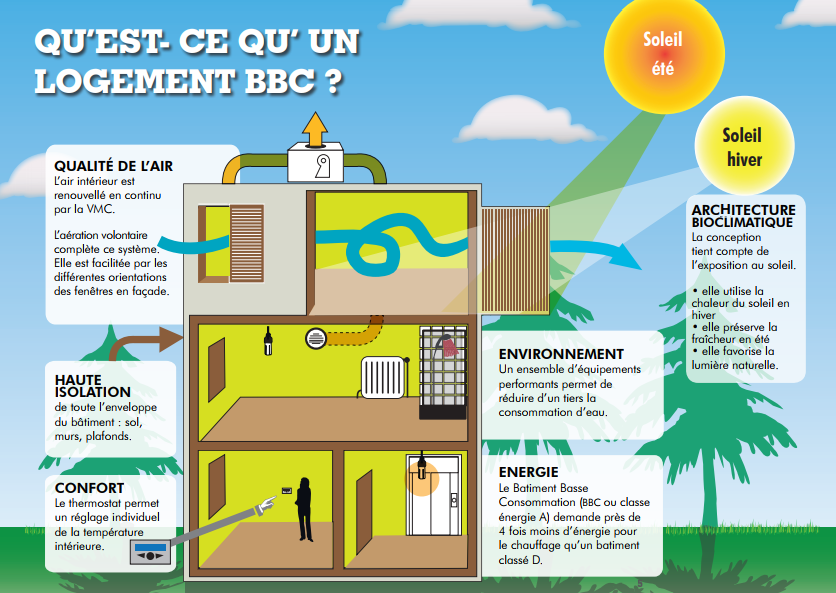 QU'EST- CE QU' UN
LOGEMENT BBC ?
Soleil
été
Soleil
hiver
QUALITÉ DE L'AIR
L'air intérieur est
renouvellé en continu
par la VMC.
L'aération volontaire
complète ce système.
Elle est facilitée par les
différentes orientations
des fenêtres en façade.
HAUTE
ISOLATION
de toute l'enveloppe
du bâtiment : sol,
murs, plafonds.
CONFORT
Le thermostat permet
un réglage individuel
de la température
intérieure.
ARCHITECTURE
BIOCLIMATIQUE
La conception
tient compte de
l'exposition au soleil.
• elle utilise la
chaleur du soleil en
hiver
• elle préserve la
fraîcheur en été
• elle favorise la
lumière naturelle.
ENVIRONNEMENT
Un ensemble d'équipements
performants permet de
réduire d'un tiers la
consommation d'eau.
ENERGIE
Le Batiment Basse
Consommation (BBC ou classe
énergie A) demande près de
4 fois moins d'énergie pour
le chauffage qu'un batiment
classé D.